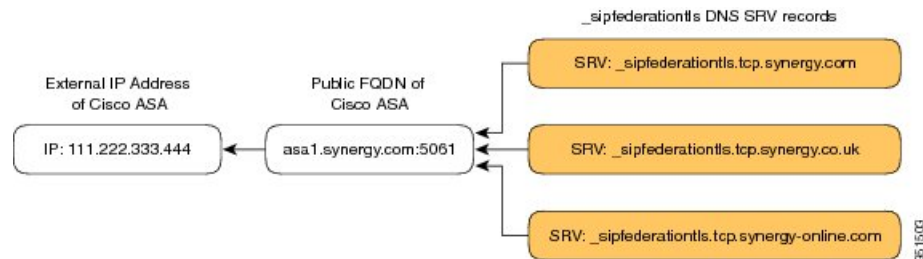 _sipfederationtls DNS SRV records
External IP Address
of Cisco ASA
Public FQDN of
Cisco ASA
SRV: _sipfederationtls.tcp.synergy.com
IP: 111.222.333.444
asa1.synergy.com:5061
SRV: _sipfederationtls.tcp.synergy.co.uk
SRV: _sipfederationtls.tcp.synergy-online.com
351503